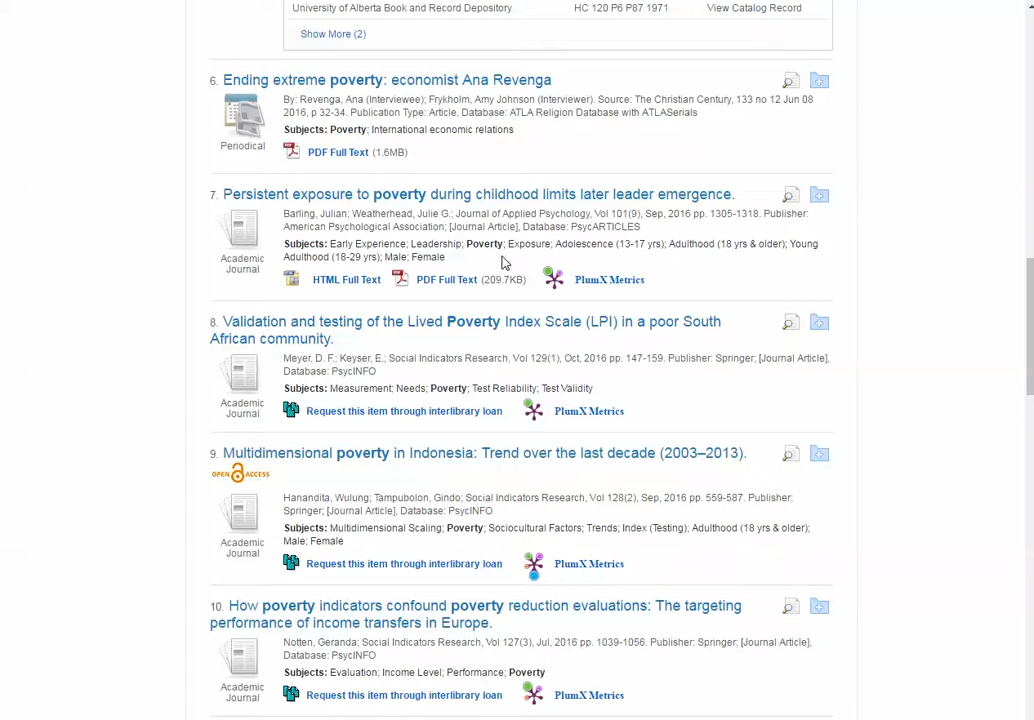 University of Alberta Book and Record Depository HC 120 P6 P87 1971 View Catalog Record
Show More (2)
6. Ending extreme poverty: economist Ana Revenga
By: Revenga, Ana (Interviewee); Frykholm, Amy Johnson (Interviewer). Source: The Christian Century, 133 no 12 Jun 08
2016, p 32-34. Publication Type: Article, Database: ATLA Religion Database with ATLASerials
Periodical
Subjects: Poverty; International economic relations
PDF Full Text (1.6MB)
7. Persistent exposure to poverty during childhood limits later leader emergence.
Barling, Julian; Weatherhead, Julie G.; Journal of Applied Psychology, Vol 101(9), Sep, 2016 pp. 1305-1318. Publisher:
American Psychological Association; [Journal Article], Database: PsycARTICLES
Academic
Journal
Subjects: Early Experience; Leadership; Poverty; Exposure; Adolescence (13-17 yrs); Adulthood (18 yrs & older); Young
Adulthood (18-29 yrs); Male; Female
HTML Full Text PDF Full Text (209.7KB) PlumX Metrics
8. Validation and testing of the Lived Poverty Index Scale (LPI) in a poor South
African community.
Meyer, D. F.; Keyser, E.; Social Indicators Research, Vol 129(1), Oct, 2016 pp. 147-159. Publisher: Springer; [Journal Article],
Database: PsycINFO
Academic
Journal
Subjects: Measurement; Needs; Poverty; Test Reliability; Test Validity
Request this item through interlibrary loan PlumX Metrics
9. Multidimensional poverty in Indonesia: Trend over the last decade (2003–2013).
OPEN ACCESS
Hanandita, Wulung; Tampubolon, Gindo; Social Indicators Research, Vol 128(2), Sep, 2016 pp. 559-587. Publisher:
Springer; [Journal Article], Database: PsycINFO
Academic
Journal
Subjects: Multidimensional Scaling; Poverty; Sociocultural Factors; Trends; Index (Testing); Adulthood (18 yrs & older);
Male; Female
Request this item through interlibrary loan PlumX Metrics
10. How poverty indicators confound poverty reduction evaluations: The targeting
performance of income transfers in Europe.
Notten, Geranda; Social Indicators Research, Vol 127(3), Jul, 2016 pp. 1039-1056. Publisher: Springer; [Journal Article],
Database: PsycINFO
Academic
Journal
Subjects: Evaluation; Income Level; Performance; Poverty
Request this item through interlibrary loan PlumX Metrics